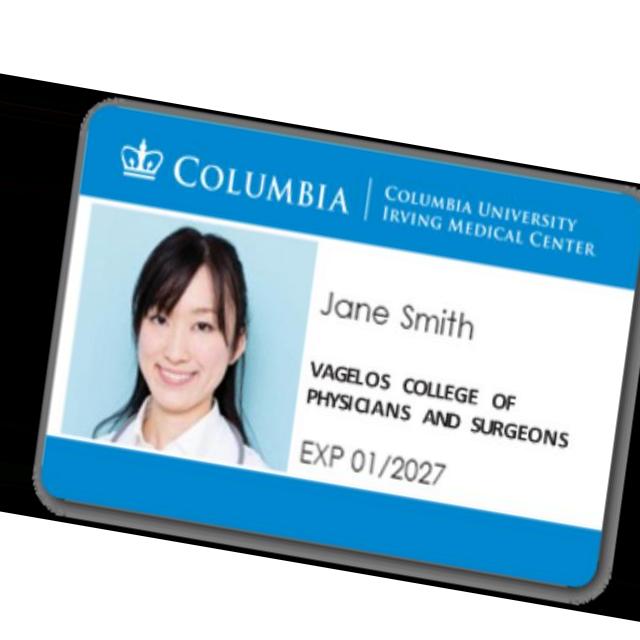 COLUMBIA
COLUMBIA UNIVERSITY
IRVING MEDICAL CENTER
Jane Smith
VAGELOS COLLEGE OF
PHYSICIANS AND SURGEONS
EXP 01/2027